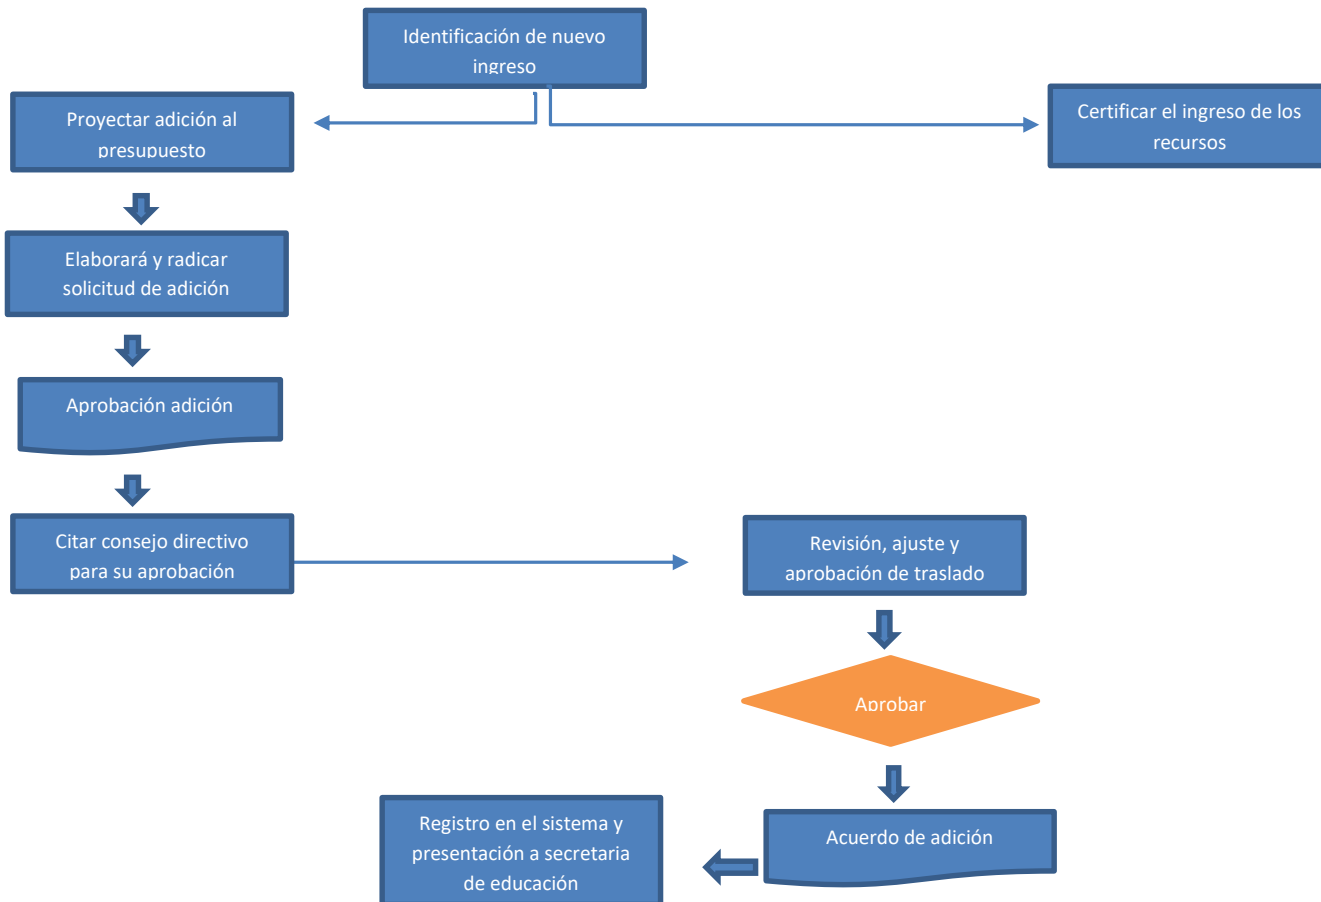 Identificación de nuevo
ingreso
Proyectar adición al
presupuesto
Certificar el ingreso de los
recursos
Elaborará y radicar
solicitud de adición
Aprobación adición
Citar consejo directivo
para su aprobación
Revisión, ajuste y
aprobación de traslado
Aprobar
Acuerdo de adición
Registro en el sistema y
presentación a secretaria
de educación